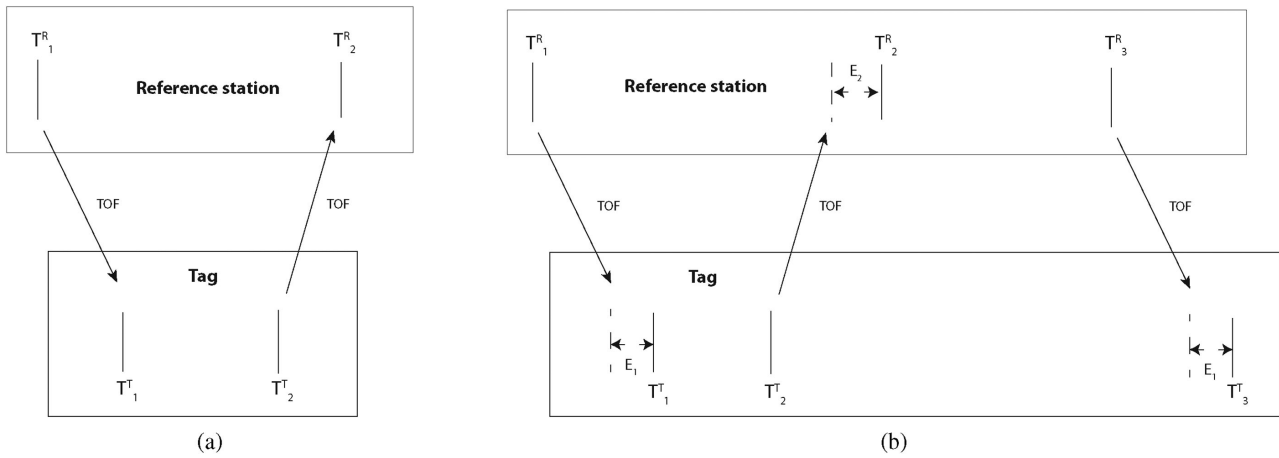 T^R_1
T^R_2
Reference station
TOF
TOF
Tag
T^T_1
T^T_2
(a)
T^R_1
T^R_2
T^R_3
E_2
Reference station
TOF
TOF
TOF
Tag
E_1
E_1
T^T_1
T^T_2
T^T_3
(b)